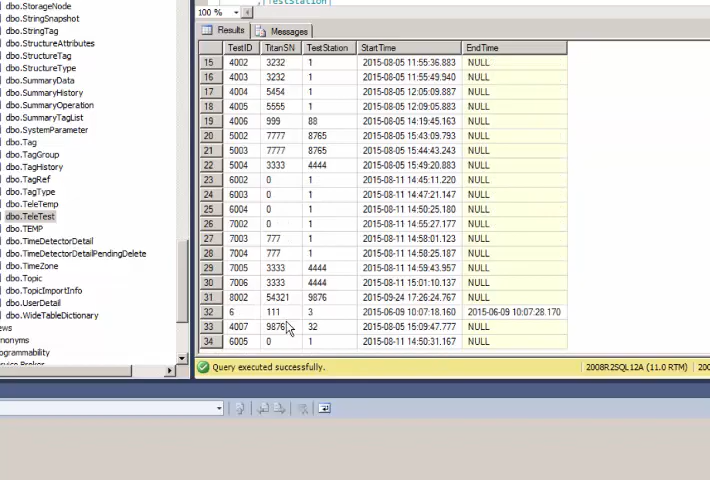 dbo.StorageNode
dbo.StringSnapshot
dbo.StringTag
dbo.StructureAttributes
dbo.StructureTag
dbo.StructureType
dbo.SummaryData
dbo.SummaryHistory
dbo.SummaryOperation
dbo.SummaryTagList
dbo.SystemParameter
dbo.Tag
dbo.TagGroup
dbo.TagHistory
dbo.TagRef
dbo.TagType
dbo.TeleTemp
dbo.TeleTest
dbo.TEMP
dbo.TimeDetectorDetail
dbo.TimeDetectorDetailPendingDelete
dbo.TimeZone
dbo.Topic
dbo.TopicImportInfo
dbo.UserDetail
dbo.WideTableDictionary
ews
nonyms
ogrammability
,[TestStation]
100 %
Results Messages
TestID TitanSN TestStation StartTime EndTime
15 4002 3232 1 2015-08-05 11:55:36.883 NULL
16 4003 3232 1 2015-08-05 11:55:49.940 NULL
17 4004 5454 1 2015-08-05 12:05:09.887 NULL
18 4005 5555 1 2015-08-05 12:09:05.883 NULL
19 4006 999 88 2015-08-05 14:19:45.163 NULL
20 5002 7777 8765 2015-08-05 15:43:09.793 NULL
21 5003 7777 8765 2015-08-05 15:44:43.243 NULL
22 5004 3333 4444 2015-08-05 15:49:20.883 NULL
23 6002 0 1 2015-08-11 14:45:11.220 NULL
24 6003 0 1 2015-08-11 14:47:21.147 NULL
25 6004 0 1 2015-08-11 14:50:25.180 NULL
26 7002 0 1 2015-08-11 14:55:27.177 NULL
27 7003 777 1 2015-08-11 14:58:01.123 NULL
28 7004 777 1 2015-08-11 14:58:25.187 NULL
29 7005 3333 4444 2015-08-11 14:59:43.957 NULL
30 7006 3333 4444 2015-08-11 15:01:10.137 NULL
31 8002 54321 9876 2015-09-24 17:26:24.767 NULL
32 6 111 3 2015-06-09 10:07:18.160 2015-06-09 10:07:28.170
33 4007 9876 32 2015-08-05 15:09:47.777 NULL
34 6005 0 1 2015-08-11 14:50:31.167 NULL
Query executed successfully. 2008R2SQL12A (11.0 RTM) 200